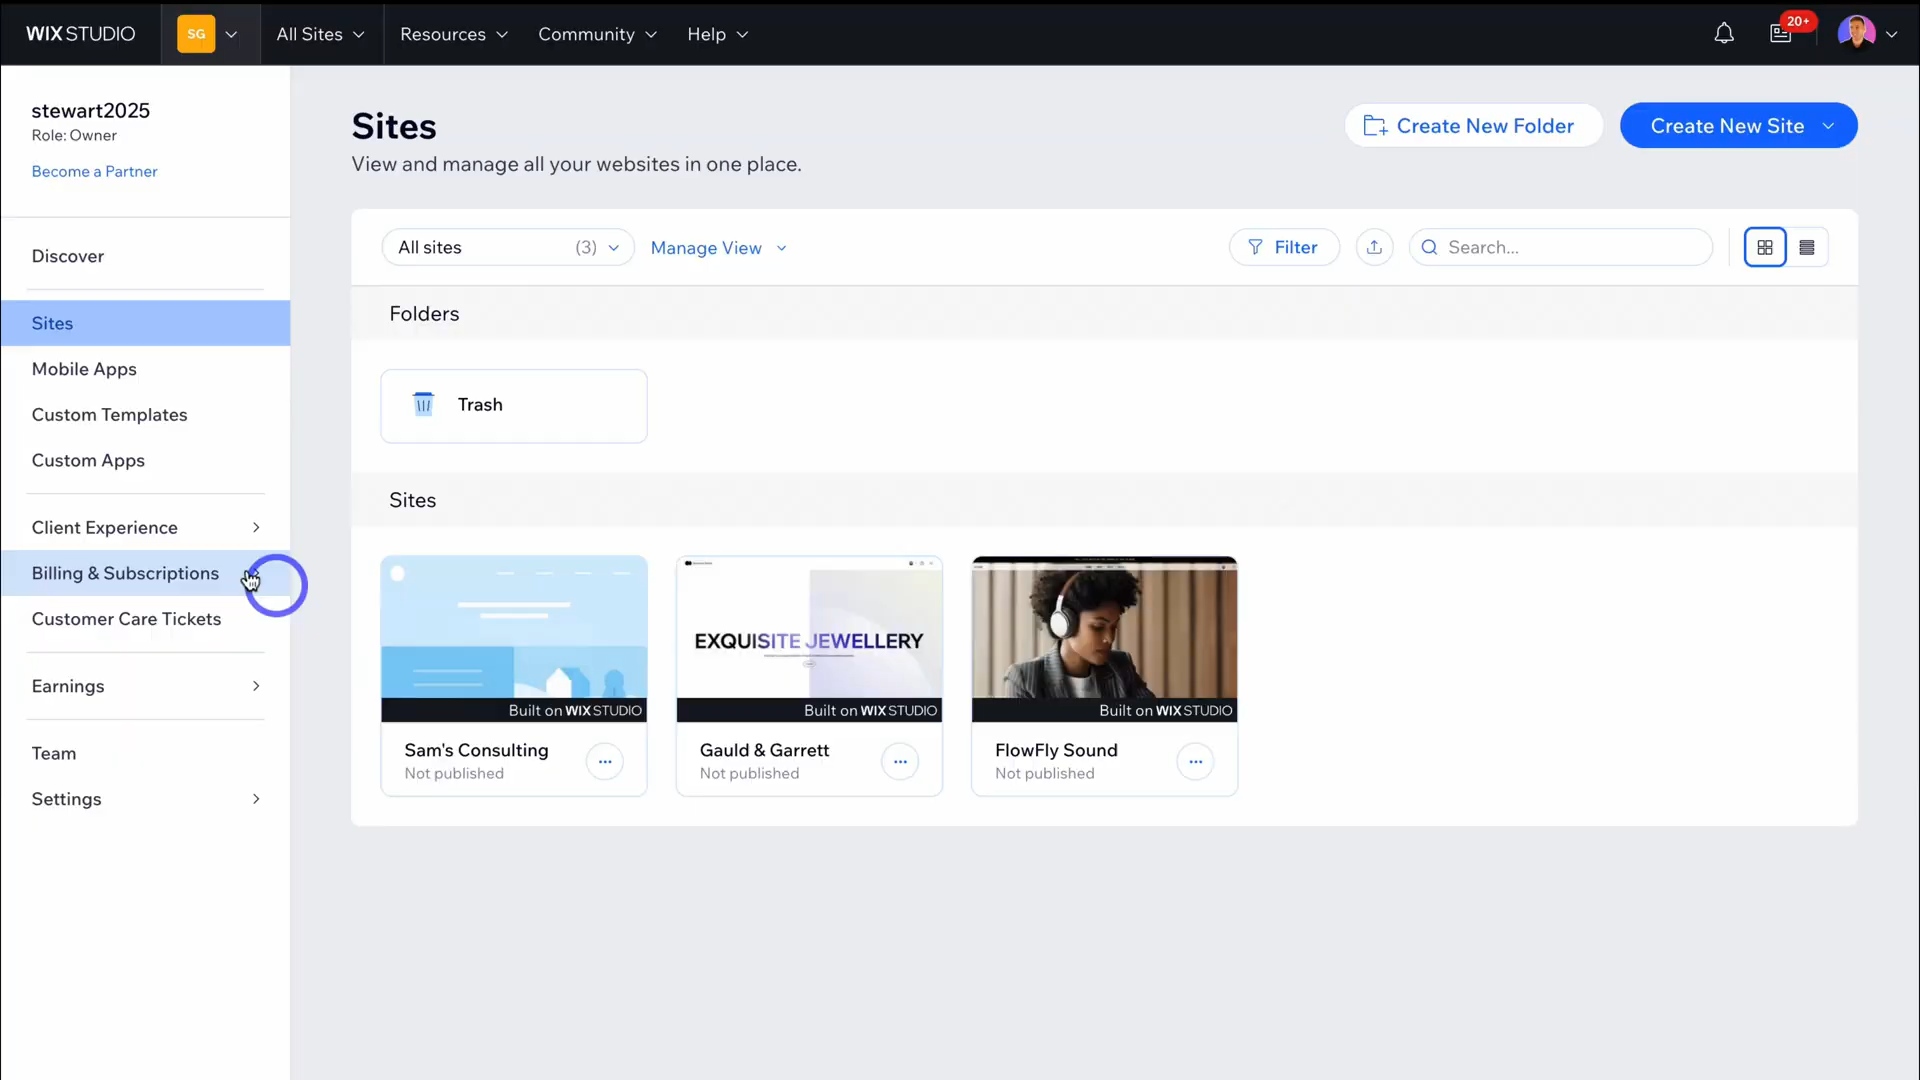 WIX STUDIO
SG
All Sites
Resources
Community
Help
20+
stewart2025
Role: Owner
Become a Partner
Discover
Sites
Mobile Apps
Custom Templates
Custom Apps
Client Experience
Billing & Subscriptions
Customer Care Tickets
Earnings
Team
Settings
Sites
View and manage all your websites in one place.
Create New Folder
Create New Site
All sites (3)
Manage View
Filter
Search...
Folders
Trash
Sites
Built on WIX STUDIO
Sam's Consulting
Not published
EXQUISITE JEWELLERY
Built on WIX STUDIO
Gauld & Garrett
Not published
Built on WIX STUDIO
FlowFly Sound
Not published